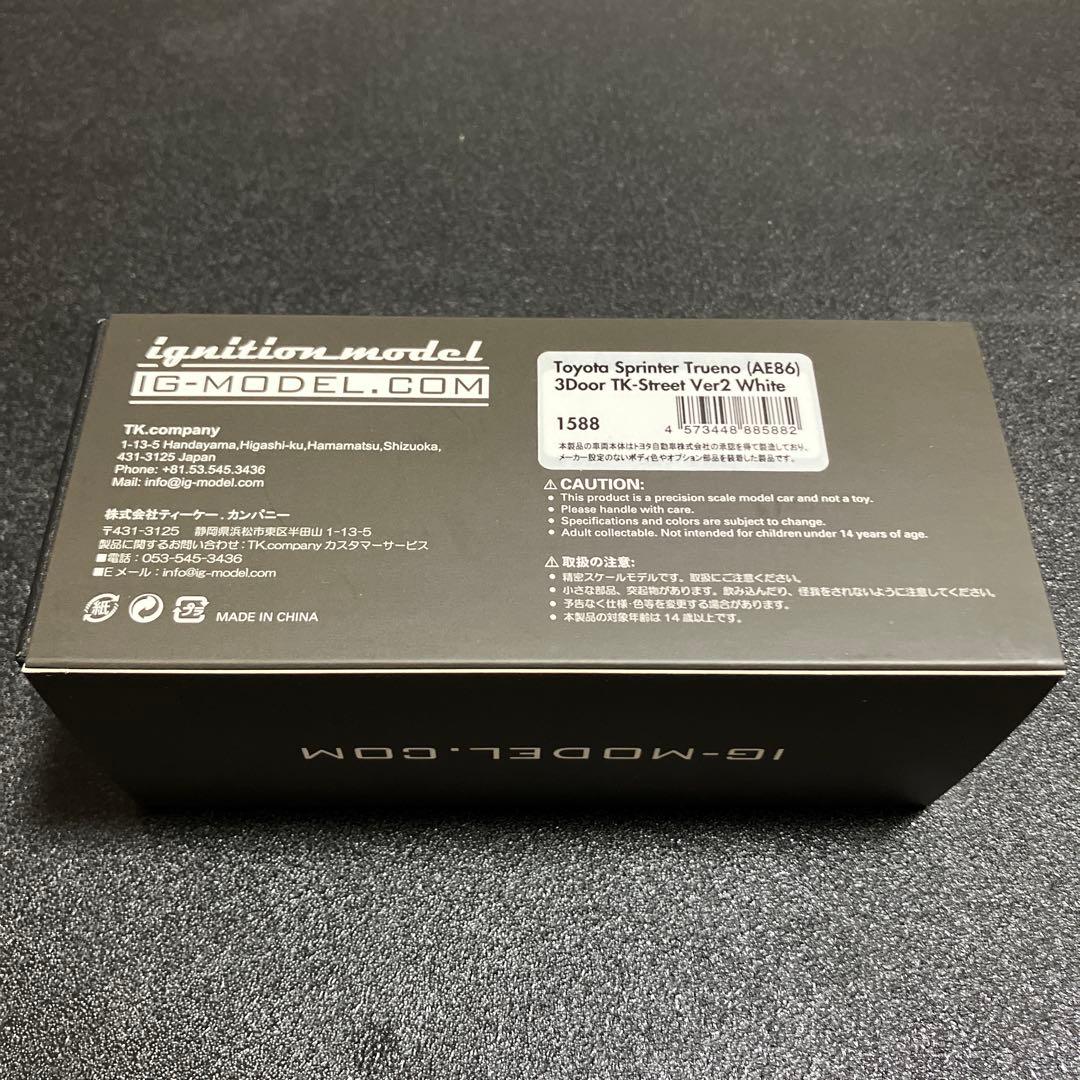 ignition model
IG-MODEL.COM
TK.company
1-13-5 Handayama,Higashi-ku,Hamamatsu,Shizuoka,
431-3125 Japan
Phone: +81.53.545.3436
Mail: info@ig-model.com
株式会社ティーケー.カンパニー
〒431-3125 静岡県浜松市東区半田山1-13-5
製品に関するお問い合わせ:TK.company カスタマーサービス
■電話:053-545-3436
■Eメール:info@ig-model.com
紙 プラ MADE IN CHINA
Toyota Sprinter Trueno (AE86)
3Door TK-Street Ver2 White
1588
4 573448 885882
本製品の車両本体はトヨタ自動車株式会社の承認を得て製造しており、
メーカー設定のないボディ色やオプション部品を装着した製品です。
⚠CAUTION:
• This product is a precision scale model car and not a toy.
• Please handle with care.
• Specifications and colors are subject to change.
• Adult collectable. Not intended for children under 14 years of age.
⚠取扱の注意:
• 精密スケールモデルです。取扱にご注意ください。
• 小さな部品、突起物があります。飲み込んだり、怪我をされないように注意してください。
• 予告なく仕様・色等を変更する場合があります。
• 本製品の対象年齢は14歳以上です。
IG-MODEL.COM